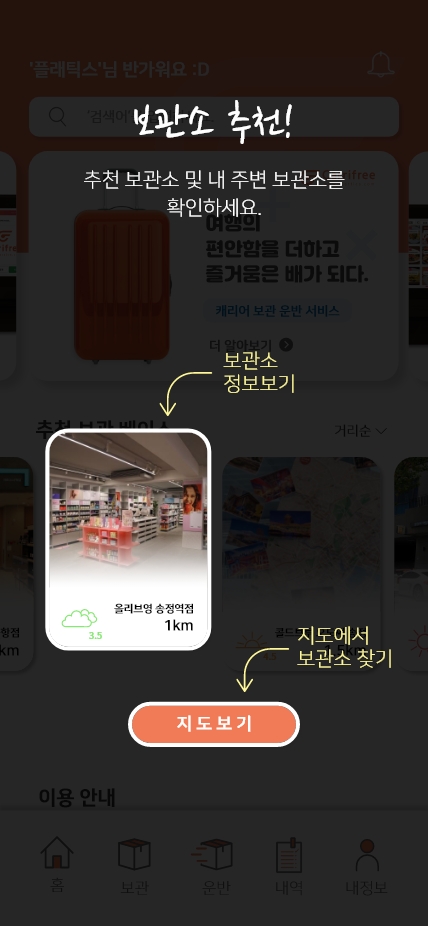 '플래틱스'님 반가워요 :D
'검색어
보관소 추천!
추천 보관소 및 내 주변 보관소를
확인하세요.
여행의
편안함을 더하고
즐거움은 배가 되다.
캐리어 보관 운반 서비스
더 알아보기
보관소
정보보기
추천 보관 베이스
거리순
올리브영 송정역점
1km
3.5
지도에서
보관소 찾기
지도보기
이용 안내
홈
보관
운반
내역
내정보